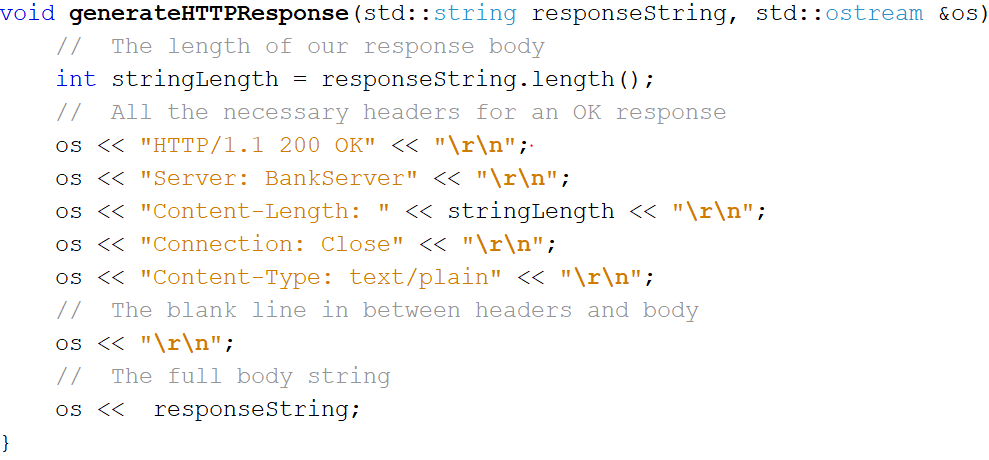 void generateHTTPResponse(std::string responseString, std::ostream &os)
    //  The length of our response body
    int stringLength = responseString.length();
    //  All the necessary headers for an OK response
    os << "HTTP/1.1 200 OK" << "\r\n";
    os << "Server: BankServer" << "\r\n";
    os << "Content-Length: " << stringLength << "\r\n";
    os << "Connection: Close" << "\r\n";
    os << "Content-Type: text/plain" << "\r\n";
    //  The blank line in between headers and body
    os << "\r\n";
    //  The full body string
    os <<  responseString;
}